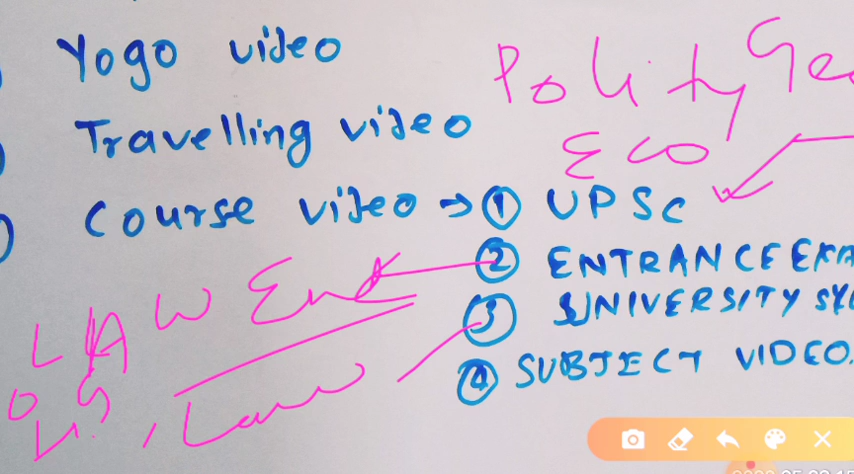 Yogo video
Polity Geo
Travelling video
ECO
Course video → ① UPSC
② ENTRANCE EXA
LAW Ent
③ UNIVERSITY SY
④ SUBJECT VIDEO.
Law